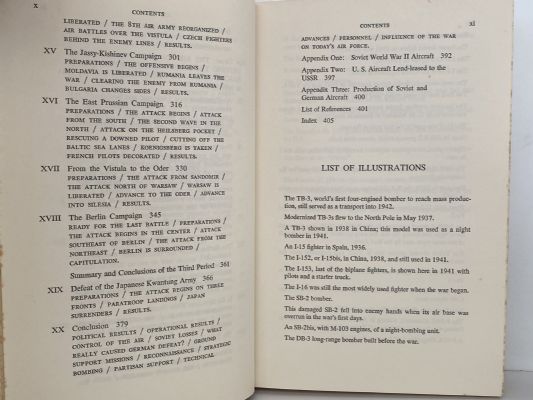 x
CONTENTS
LIBERATED / THE 8TH AIR ARMY REORGANIZED /
AIR BATTLES OVER THE VISTULA / CZECH FIGHTERS
BEHIND THE ENEMY LINES / RESULTS.
XV The Jassy-Kishinev Campaign 301
PREPARATIONS / THE OFFENSIVE BEGINS /
MOLDAVIA IS LIBERATED / RUMANIA LEAVES THE
WAR / CLEARING THE ENEMY FROM RUMANIA /
BULGARIA CHANGES SIDES / RESULTS.
XVI The East Prussian Campaign 316
PREPARATIONS / THE ATTACK BEGINS / ATTACK
FROM THE SOUTH / THE SECOND WAVE IN THE
NORTH / ATTACK ON THE HEILSBERG POCKET /
RESCUING A DOWNED PILOT / CUTTING OFF THE
BALTIC SEA LANES / KOENIGSBERG IS TAKEN /
FRENCH PILOTS DECORATED / RESULTS.
XVII From the Vistula to the Oder 330
PREPARATIONS / THE ATTACK FROM SANDOMIR /
THE ATTACK NORTH OF WARSAW / WARSAW IS
LIBERATED / ADVANCE TO THE ODER / ADVANCE
INTO SILESIA / RESULTS.
XVIII The Berlin Campaign 345
READY FOR THE LAST BATTLE / PREPARATIONS /
THE ATTACK BEGINS IN THE CENTER / ATTACK
SOUTHEAST OF BERLIN / THE ATTACK FROM THE
NORTHEAST / BERLIN IS SURROUNDED /
CAPITULATION.
Summary and Conclusions of the Third Period 361
XIX Defeat of the Japanese Kwantung Army 366
PREPARATIONS / THE ATTACK BEGINS ON THREE
FRONTS / PARATROOP LANDINGS / JAPAN
SURRENDERS / RESULTS.
XX Conclusion 379
POLITICAL RESULTS / OPERATIONAL RESULTS /
CONTROL OF THE AIR / SOVIET LOSSES / WHAT
REALLY CAUSED GERMAN DEFEAT? / GROUND
SUPPORT MISSIONS / RECONNAISSANCE / STRATEGIC
BOMBING / PARTISAN SUPPORT / TECHNICAL
CONTENTS
xi
ADVANCES / PERSONNEL / INFLUENCE OF THE WAR
ON TODAY'S AIR FORCE.
Appendix One: Soviet World War II Aircraft 392
Appendix Two: U. S. Aircraft Lend-leased to the
USSR 397
Appendix Three: Production of Soviet and
German Aircraft 400
List of References 401
Index 405
LIST OF ILLUSTRATIONS
The TB-3, world's first four-engined bomber to reach mass produc-
tion, still served as a transport into 1942.
Modernized TB-3s flew to the North Pole in May 1937.
A TB-3 shown in 1938 in China; this model was used as a night
bomber in 1941.
An I-15 fighter in Spain, 1936.
The I-152, or I-15bis, in China, 1938, and still used in 1941.
The I-153, last of the biplane fighters, is shown here in 1941 with
pilots and a starter truck.
The I-16 was still the most widely used fighter when the war began.
The SB-2 bomber.
This damaged SB-2 fell into enemy hands when its air base was
overrun in the war's first days.
An SB-2bis, with M-103 engines, of a night-bombing unit.
The DB-3 long-range bomber built before the war.